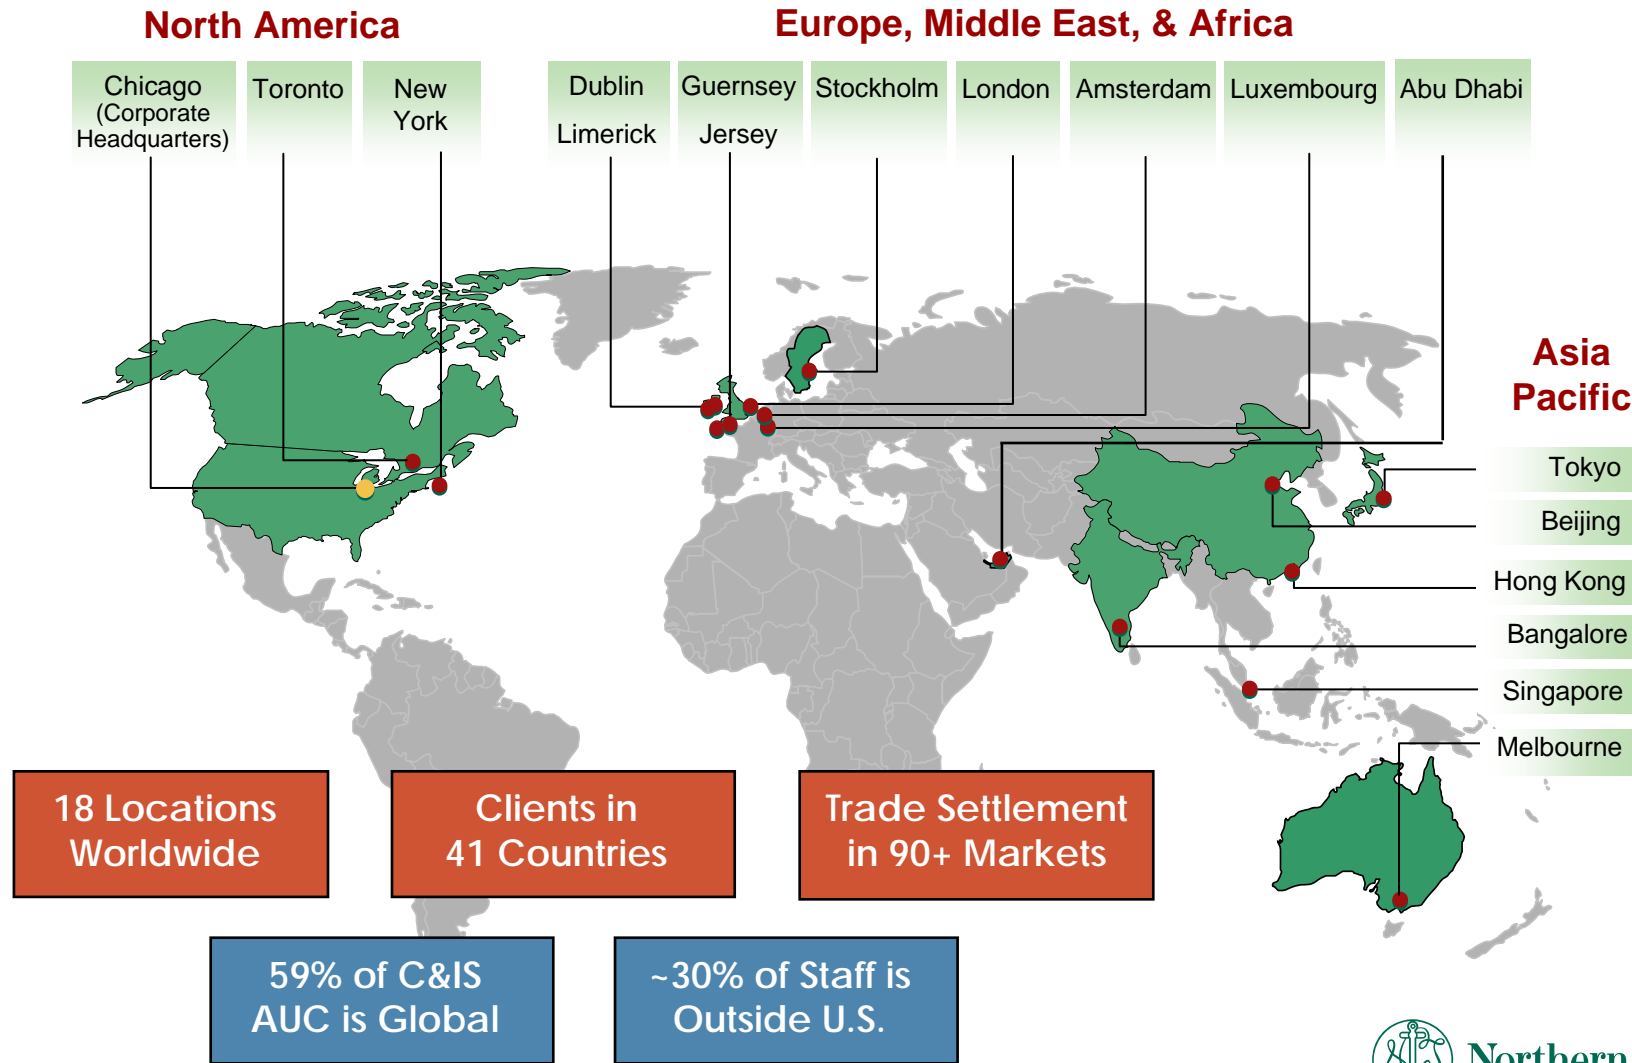 North America
Europe, Middle East, & Africa
Chicago
(Corporate
Headquarters)
Toronto
New
York
Dublin
Limerick
Guernsey
Jersey
Stockholm
London
Amsterdam
Luxembourg
Abu Dhabi
Asia
Pacific
Tokyo
Beijing
Hong Kong
Bangalore
Singapore
Melbourne
18 Locations
Worldwide
Clients in
41 Countries
Trade Settlement
in 90+ Markets
59% of C&IS
AUC is Global
~30% of Staff is
Outside U.S.
Northern